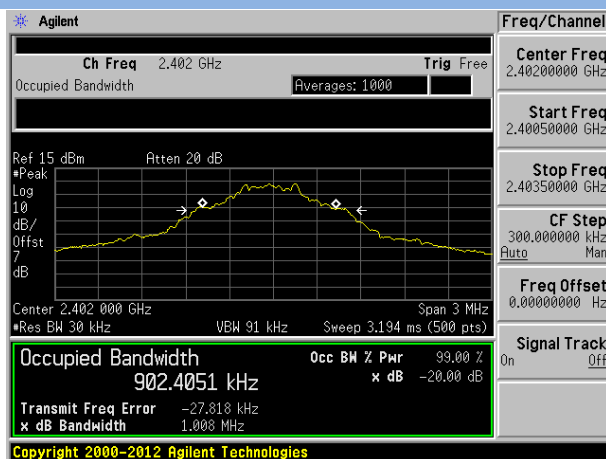 Agilent
Freq/Channel
Ch Freq 2.402 GHz Trig Free
Occupied Bandwidth Averages: 1000
Center Freq
2.40200000 GHz
Start Freq
2.40050000 GHz
Stop Freq
2.40350000 GHz
CF Step
300.000000 kHz
Auto Man
Freq Offset
0.00000000 Hz
Signal Track
On Off
Ref 15 dBm Atten 20 dB
#Peak
Log
10
dB/
Offst
7
dB
Center 2.402 000 GHz Span 3 MHz
#Res BW 30 kHz VBW 91 kHz Sweep 3.194 ms (500 pts)
Occupied Bandwidth Occ BW % Pwr 99.00 %
902.4051 kHz x dB -20.00 dB
Transmit Freq Error -27.818 kHz
x dB Bandwidth 1.008 MHz
Copyright 2000-2012 Agilent Technologies